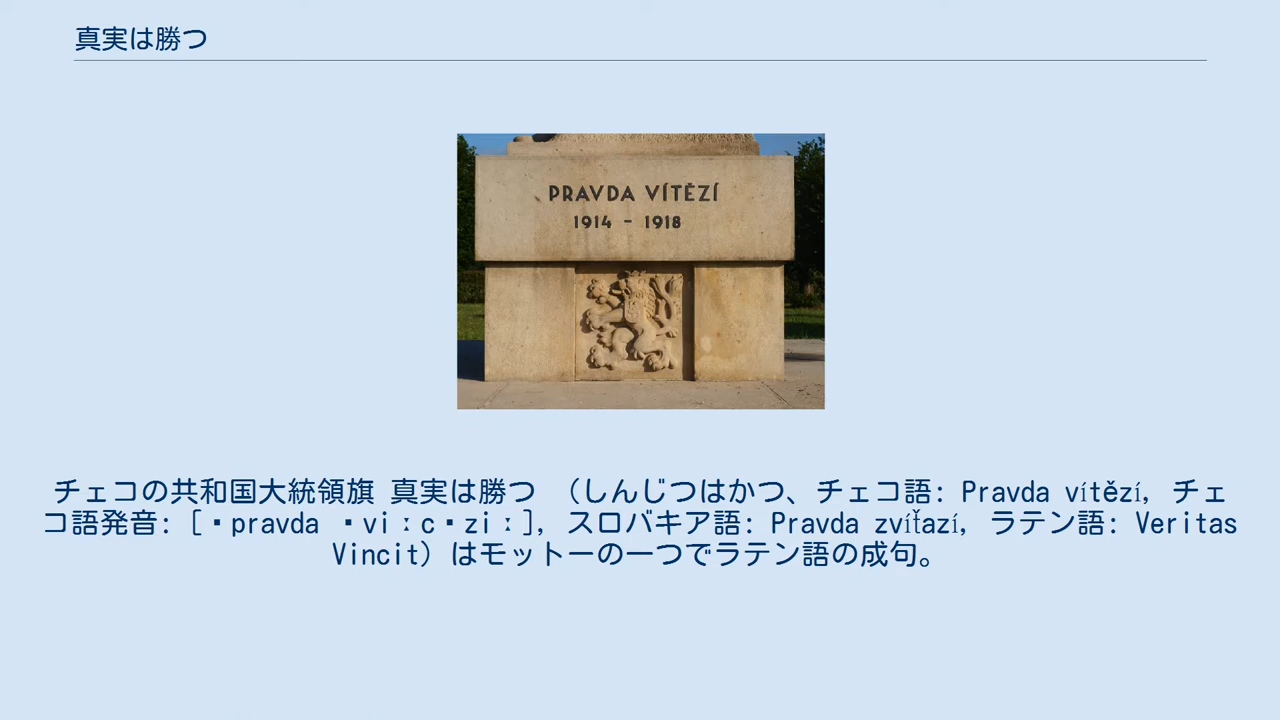 真実は勝つ
PRAVDA VÍTĚZÍ
1914 - 1918
チェコの共和国大統領旗 真実は勝つ （しんじつはかつ、チェコ語: Pravda vítězí, チェ
コ語発音: [ˈpravda ˈviːcɛziː], スロバキア語: Pravda zvíťazí, ラテン語: Veritas
Vincit）はモットーの一つでラテン語の成句。